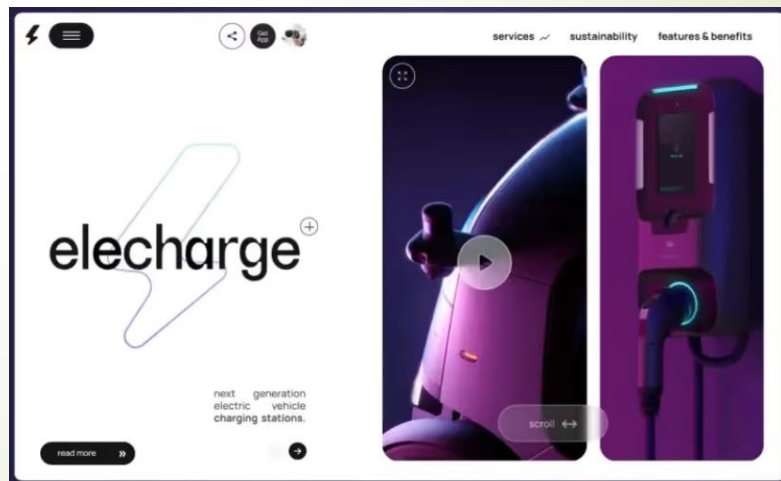 Get
App
services
sustainability
features & benefits
elecharge
next generation
electric vehicle
charging stations.
scroll
read more